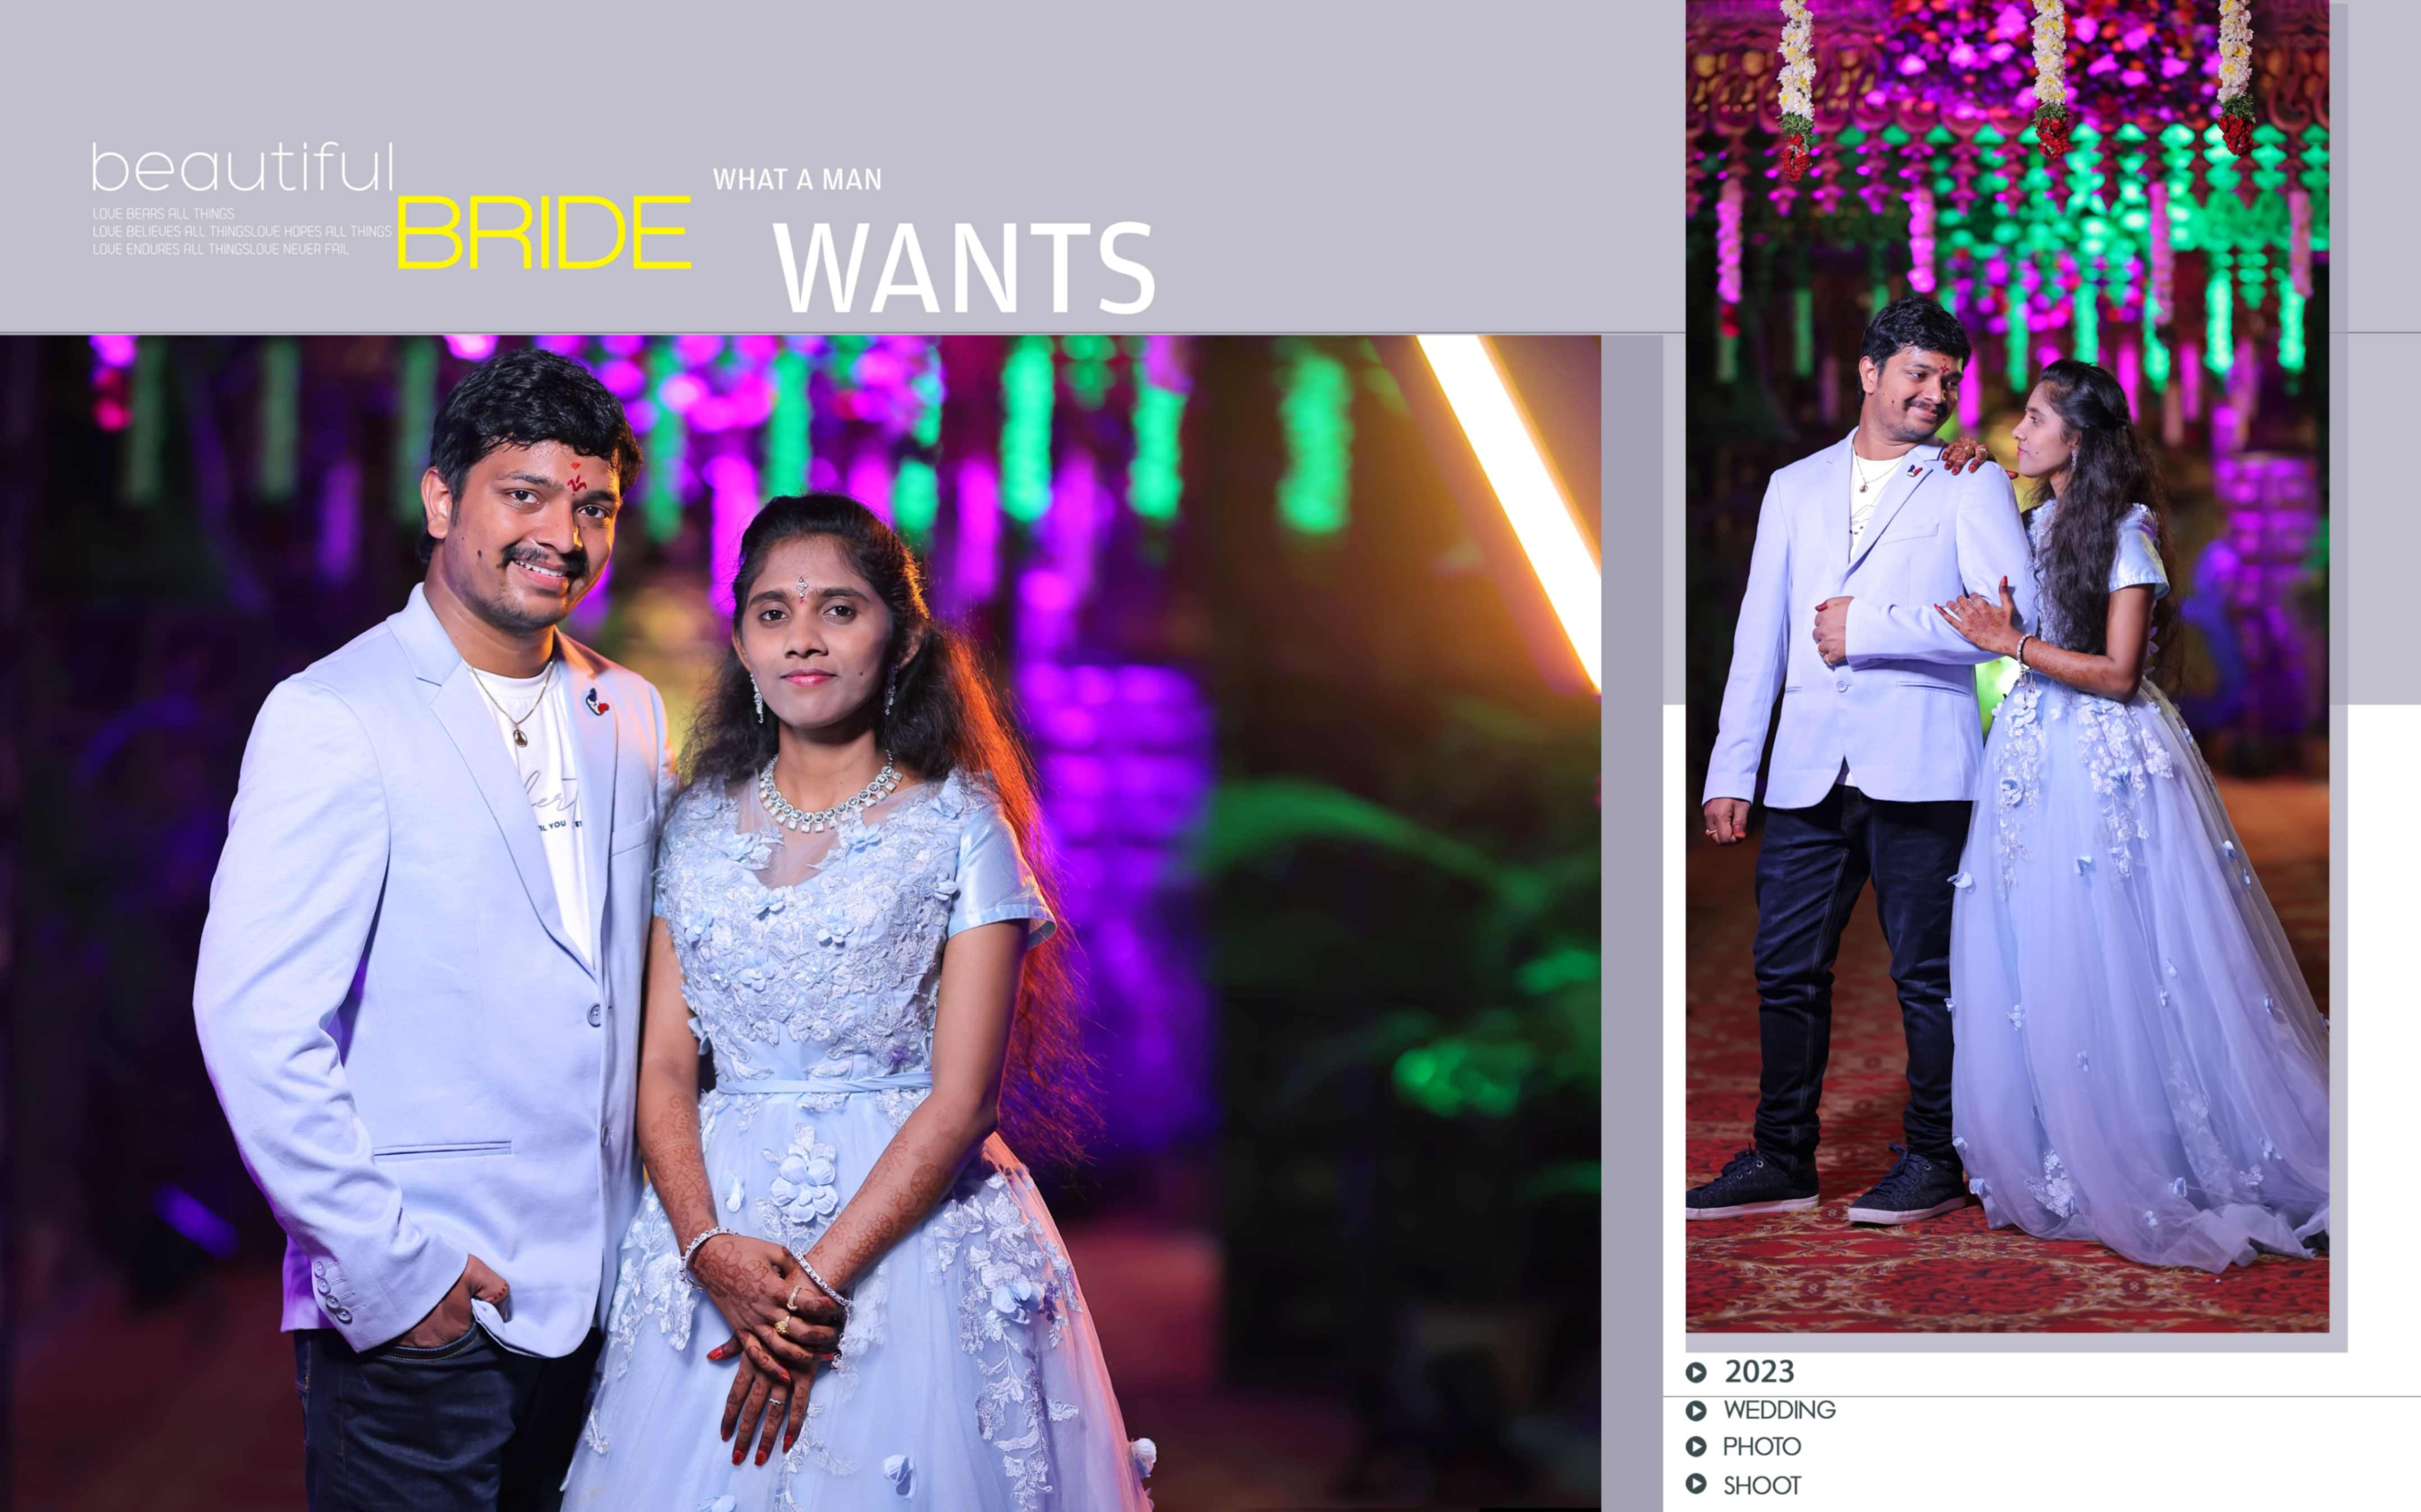 beautiful
LOVE BEARS ALL THINGS
LOVE BELIEVES ALL THINGSLOVE HOPES ALL THINGS
LOVE ENDURES ALL THINGSLOVE NEVER FAIL
BRIDE
WHAT A MAN
WANTS
YOU
2023
WEDDING
PHOTO
SHOOT